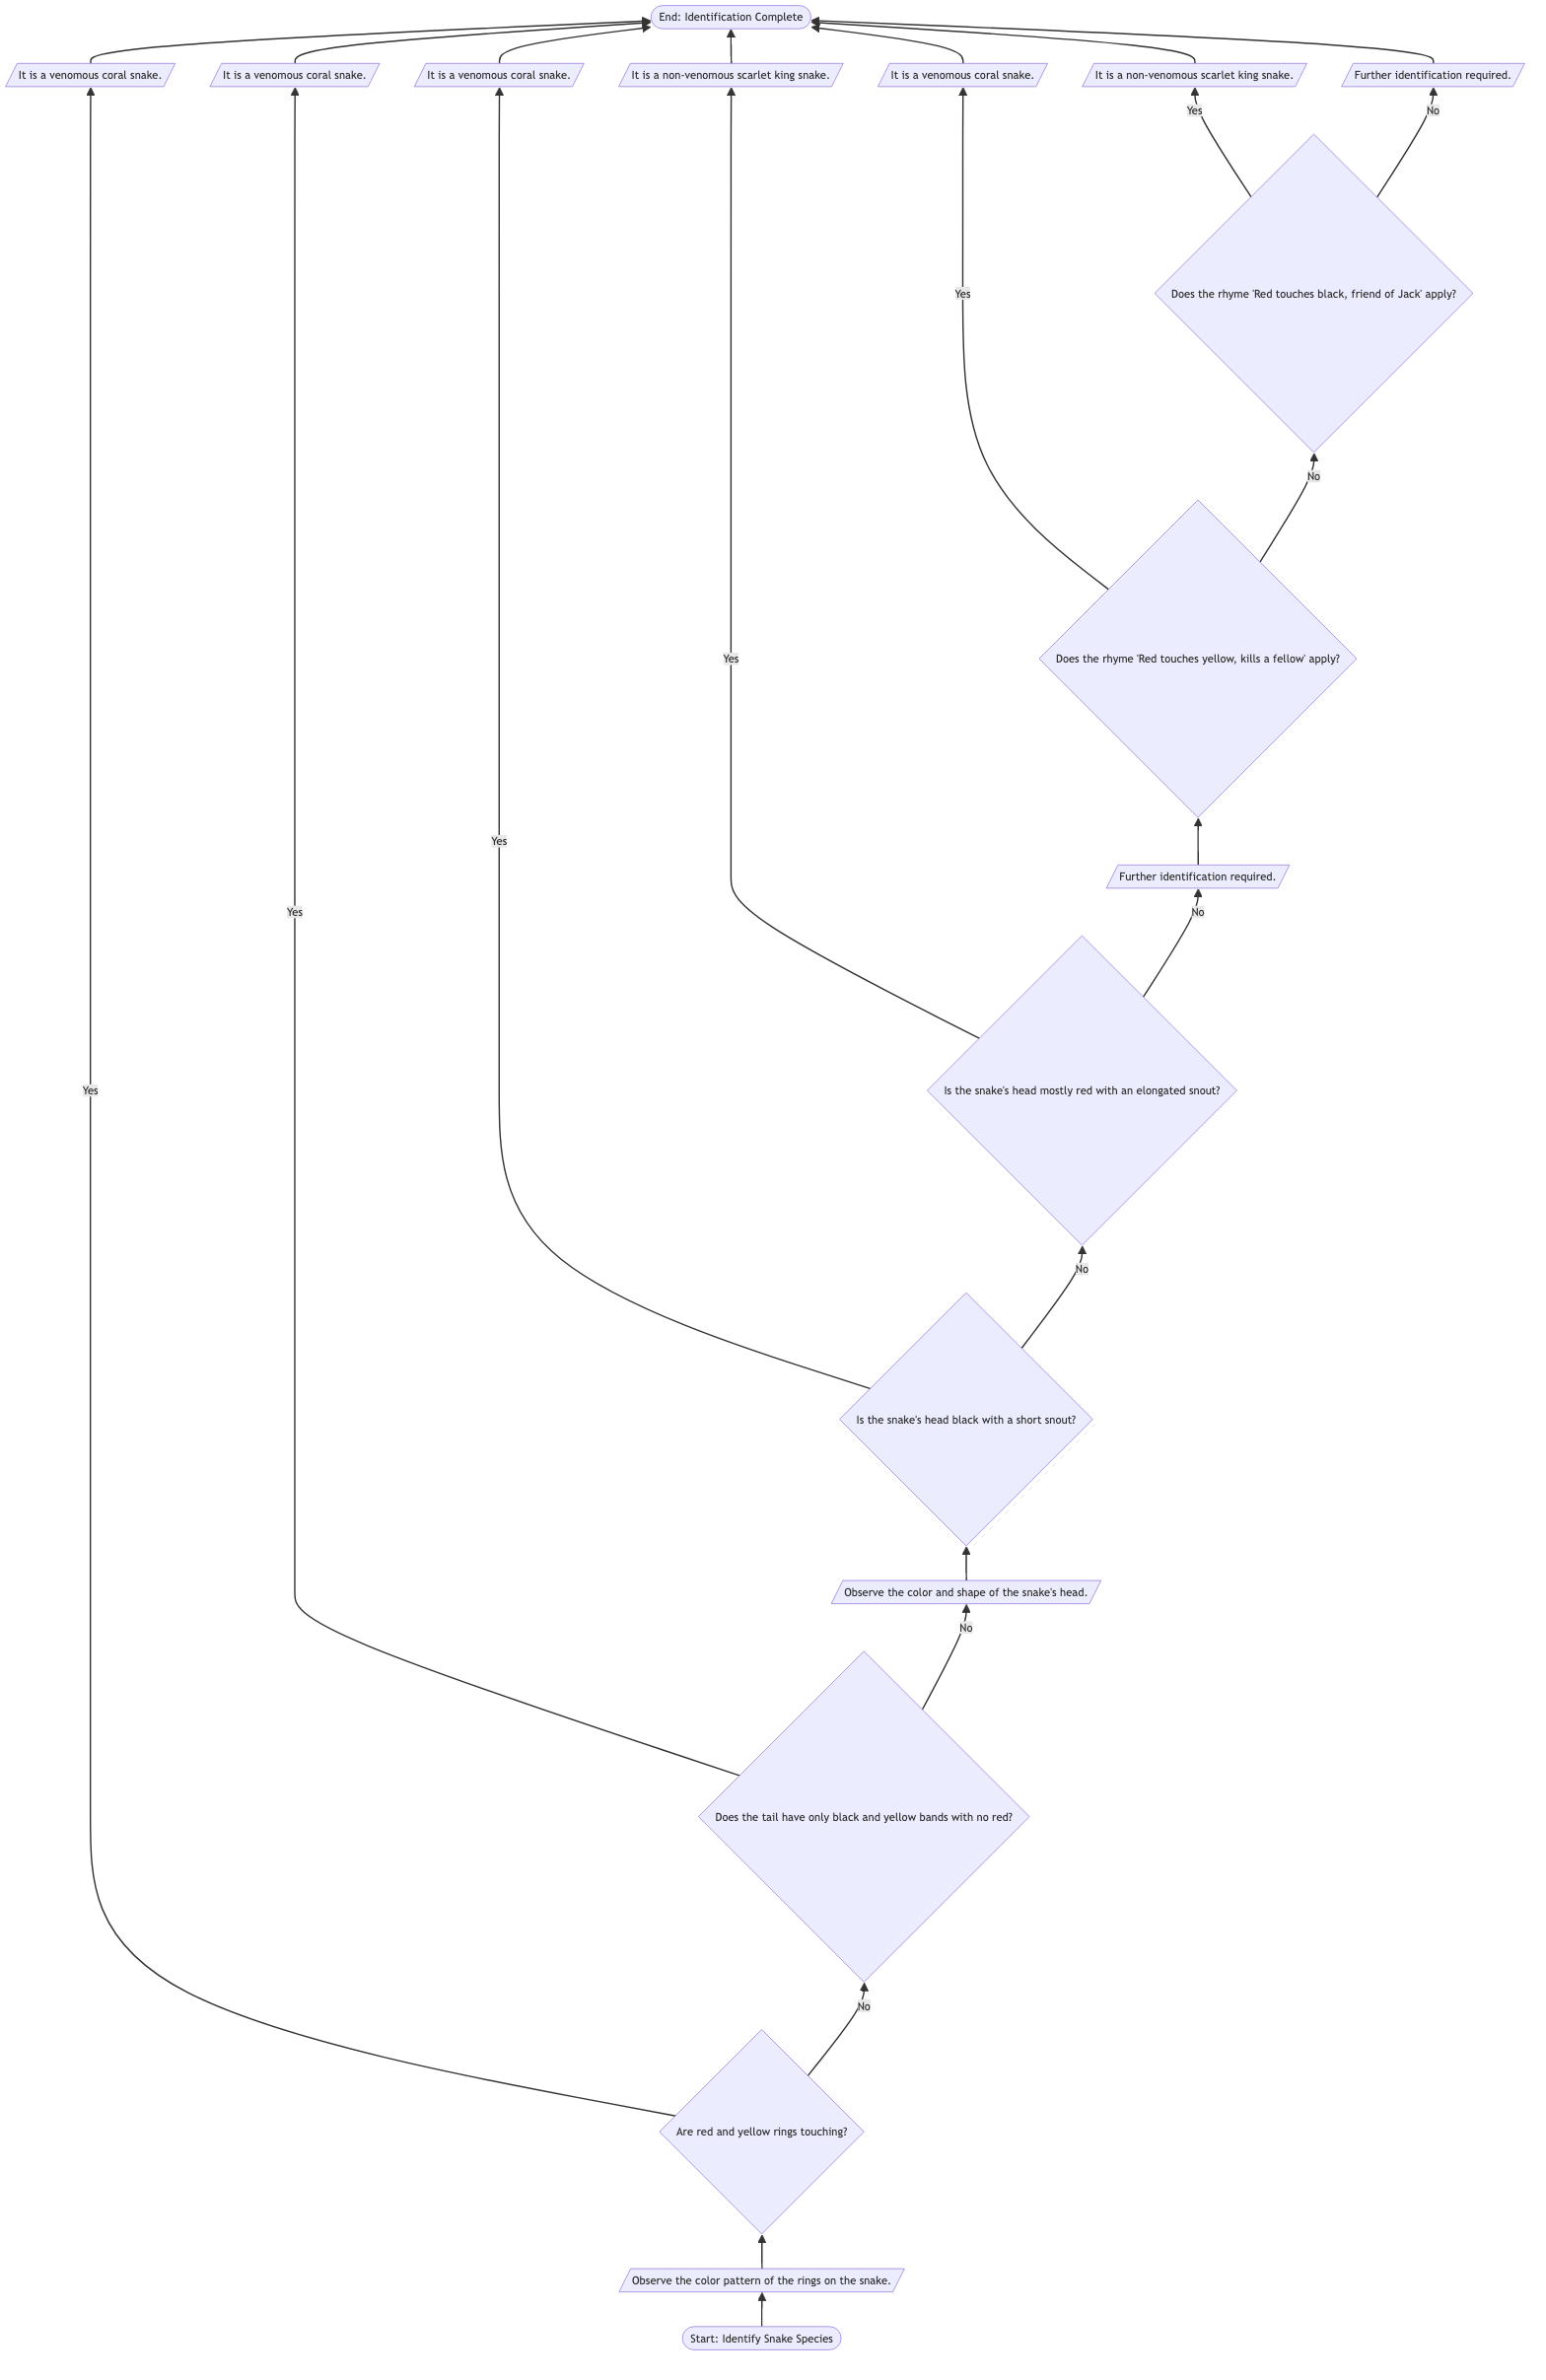 End: Identification Complete
It is a venomous coral snake.
It is a venomous coral snake.
It is a venomous coral snake.
It is a non-venomous scarlet king snake.
It is a venomous coral snake.
It is a non-venomous scarlet king snake.
Further identification required.
Yes
No
Does the rhyme 'Red touches black, friend of Jack' apply?
Yes
No
Does the rhyme 'Red touches yellow, kills a fellow' apply?
Yes
Further identification required.
Yes
No
Yes
Is the snake's head mostly red with an elongated snout?
Yes
No
Is the snake's head black with a short snout?
Observe the color and shape of the snake's head.
No
Does the tail have only black and yellow bands with no red?
No
Are red and yellow rings touching?
Observe the color pattern of the rings on the snake.
Start: Identify Snake Species